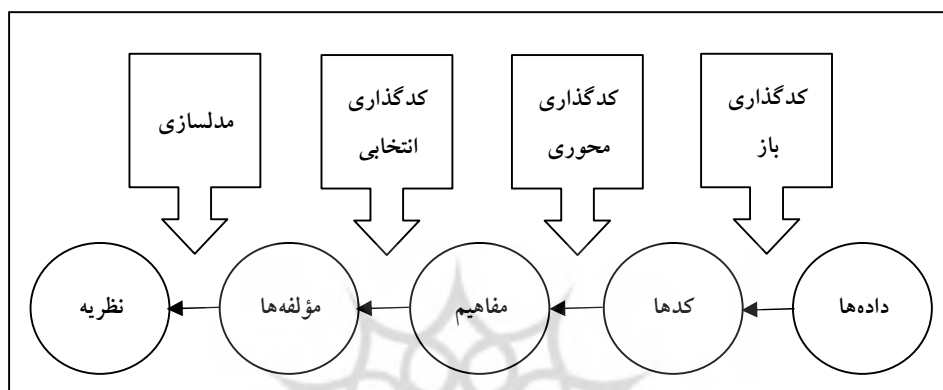 کدگذاری
باز
کدگذاری
محوری
کدگذاری
انتخابی
مدلسازی
داده‌ها
کدها
مفاهیم
مؤلفه‌ها
نظریه